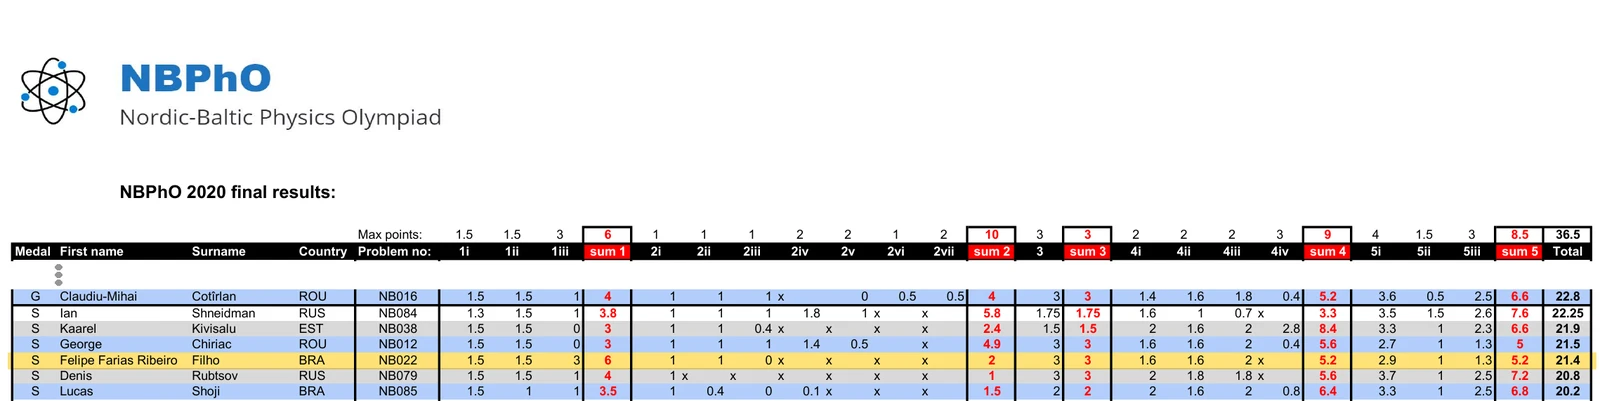 NBPhO
Nordic-Baltic Physics Olympiad
NBPhO 2020 final results:
Max points: 1.5 1.5 3 6 1 1 1 2 2 1 2 10 3 3 2 2 2 3 9 4 1.5 3 8.5 36.5
Medal First name Surname Country Problem no: 1i 1ii 1iii sum 1 2i 2ii 2iii 2iv 2v 2vi 2vii sum 2 3 sum 3 4i 4ii 4iii 4iv sum 4 5i 5ii 5iii sum 5 Total
G Claudiu-Mihai Cotîrlan ROU NB016 1.5 1.5 1 4 1 1 1 x 0 0.5 0.5 4 3 3 1.4 1.6 1.8 0.4 5.2 3.6 0.5 2.5 6.6 22.8
S Ian Shneidman RUS NB084 1.3 1.5 1 3.8 1 1 1 1.8 1 x x 5.8 1.75 1.75 1.6 1 0.7 x 3.3 3.5 1.5 2.6 7.6 22.25
S Kaarel Kivisalu EST NB038 1.5 1.5 0 3 1 1 0.4 x x x x 2.4 1.5 1.5 2 1.6 2 2.8 8.4 3.3 1 2.3 6.6 21.9
S George Chiriac ROU NB012 1.5 1.5 0 3 1 1 1 1.4 0.5 x 4.9 3 3 1.6 1.6 2 0.4 5.6 2.7 1 1.3 5 21.5
S Felipe Farias Ribeiro Filho BRA NB022 1.5 1.5 3 6 1 1 0 x x x x 2 3 3 1.6 1.6 2 x 5.2 2.9 1 1.3 5.2 21.4
S Denis Rubtsov RUS NB079 1.5 1.5 1 4 1 x x x x x x 1 3 3 2 1.8 1.8 x 5.6 3.7 1 2.5 7.2 20.8
S Lucas Shoji BRA NB085 1.5 1 1 3.5 1 0.4 0 0.1 x x x 1.5 2 2 2 1.6 2 0.8 6.4 3.3 1 2.5 6.8 20.2